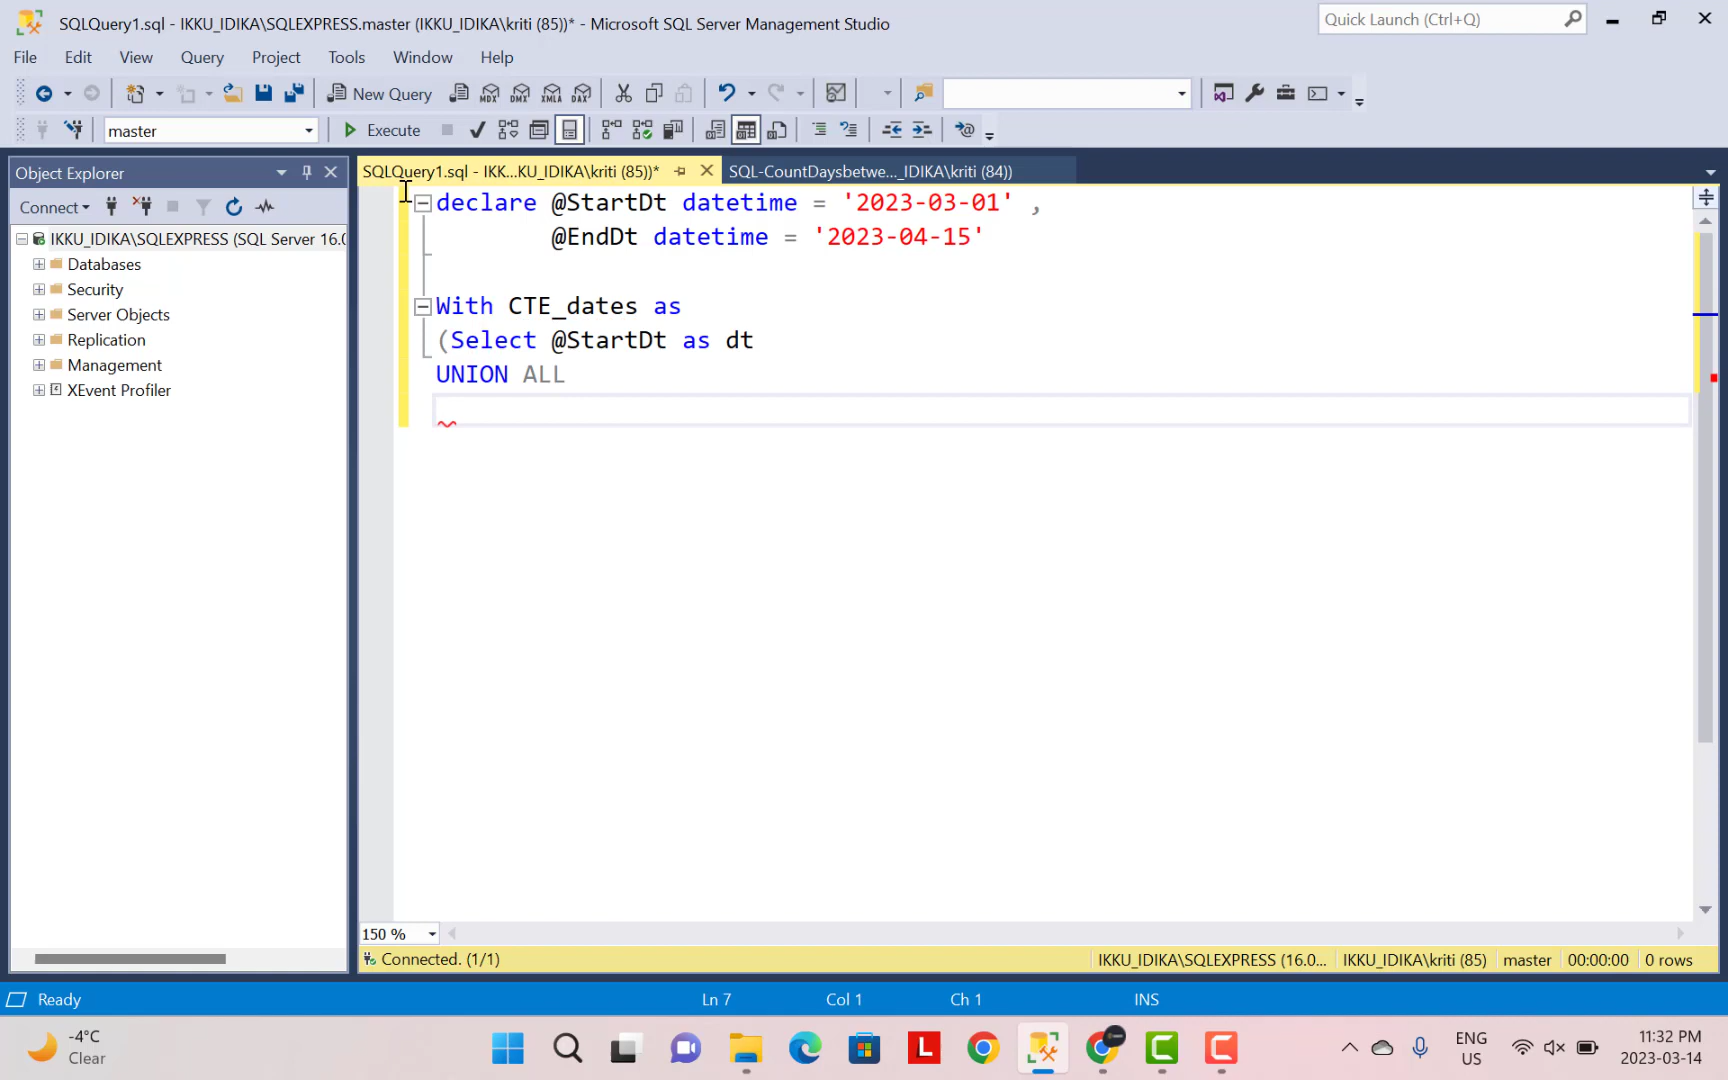 SQLQuery1.sql - IKKU_IDIKA\SQLEXPRESS.master (IKKU_IDIKA\kriti (85))* - Microsoft SQL Server Management Studio
Quick Launch (Ctrl+Q)
File Edit View Query Project Tools Window Help
New Query MDX DMX XMLA DAX
master Execute
Object Explorer
SQLQuery1.sql - IKK...KU_IDIKA\kriti (85))* SQL-CountDaysbetwe..._IDIKA\kriti (84))
Connect
IKKU_IDIKA\SQLEXPRESS (SQL Server 16.0
Databases
Security
Server Objects
Replication
Management
XEvent Profiler
declare @StartDt datetime = '2023-03-01' ,
@EndDt datetime = '2023-04-15'
With CTE_dates as
(Select @StartDt as dt
UNION ALL
150 %
Connected. (1/1) IKKU_IDIKA\SQLEXPRESS (16.0... IKKU_IDIKA\kriti (85) master 00:00:00 0 rows
Ready Ln 7 Col 1 Ch 1 INS
-4°C
Clear
L
C
C
ENG
US
11:32 PM
2023-03-14